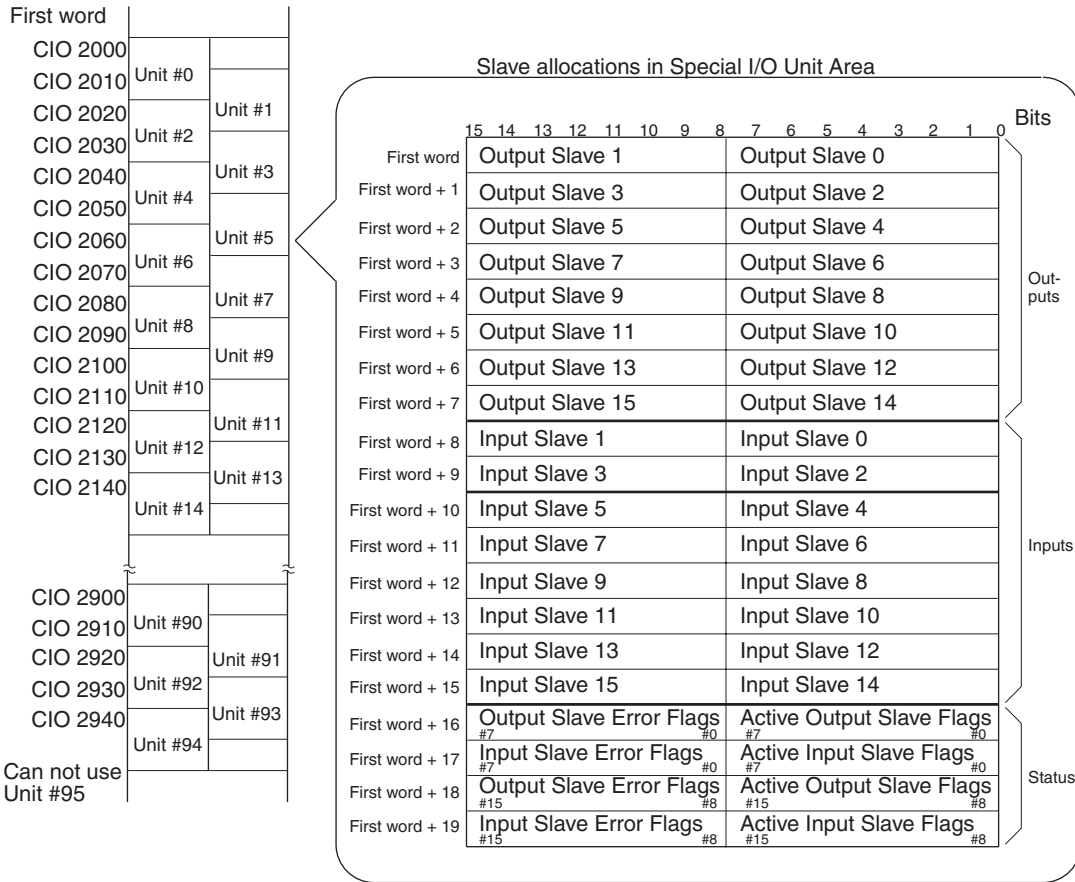 First word
CIO 2000
CIO 2010
CIO 2020
CIO 2030
CIO 2040
CIO 2050
CIO 2060
CIO 2070
CIO 2080
CIO 2090
CIO 2100
CIO 2110
CIO 2120
CIO 2130
CIO 2140
CIO 2900
CIO 2910
CIO 2920
CIO 2930
CIO 2940
Can not use
Unit #95
Unit #0
Unit #2
Unit #4
Unit #6
Unit #8
Unit #10
Unit #12
Unit #14
Unit #90
Unit #92
Unit #94
Unit #1
Unit #3
Unit #5
Unit #7
Unit #9
Unit #11
Unit #13
Unit #91
Unit #93
Slave allocations in Special I/O Unit Area
15 14 13 12 11 10 9 8 7 6 5 4 3 2 1 0 Bits
First word Output Slave 1 Output Slave 0
First word + 1 Output Slave 3 Output Slave 2
First word + 2 Output Slave 5 Output Slave 4
First word + 3 Output Slave 7 Output Slave 6
First word + 4 Output Slave 9 Output Slave 8
First word + 5 Output Slave 11 Output Slave 10
First word + 6 Output Slave 13 Output Slave 12
First word + 7 Output Slave 15 Output Slave 14
Out-
puts
First word + 8 Input Slave 1 Input Slave 0
First word + 9 Input Slave 3 Input Slave 2
First word + 10 Input Slave 5 Input Slave 4
First word + 11 Input Slave 7 Input Slave 6
First word + 12 Input Slave 9 Input Slave 8
First word + 13 Input Slave 11 Input Slave 10
First word + 14 Input Slave 13 Input Slave 12
First word + 15 Input Slave 15 Input Slave 14
Inputs
First word + 16 Output Slave Error Flags Active Output Slave Flags
#7 #0 #7 #0
First word + 17 Input Slave Error Flags Active Input Slave Flags
#7 #0 #7 #0
First word + 18 Output Slave Error Flags Active Output Slave Flags
#15 #8 #15 #8
First word + 19 Input Slave Error Flags Active Input Slave Flags
#15 #8 #15 #8
Status